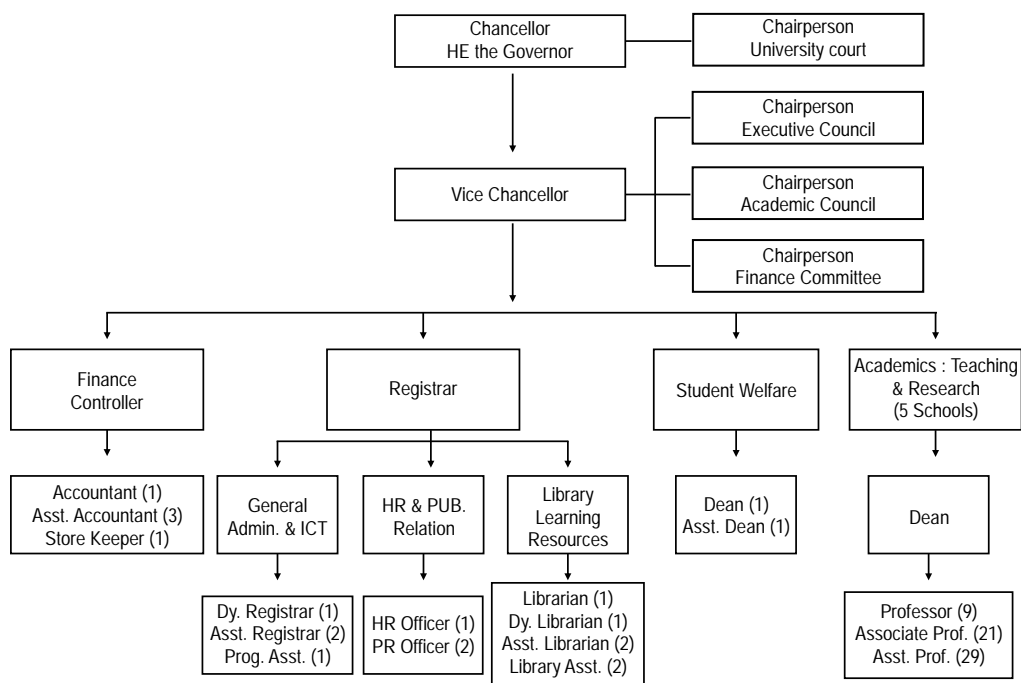 Chancellor
HE the Governor
Chairperson
University court
Chairperson
Executive Council
Vice Chancellor
Chairperson
Academic Council
Chairperson
Finance Committee
Finance
Controller
Registrar
Student Welfare
Academics : Teaching
& Research
(5 Schools)
Accountant (1)
Asst. Accountant (3)
Store Keeper (1)
General
Admin. & ICT
HR & PUB.
Relation
Library
Learning
Resources
Dean (1)
Asst. Dean (1)
Dean
Dy. Registrar (1)
Asst. Registrar (2)
Prog. Asst. (1)
HR Officer (1)
PR Officer (2)
Librarian (1)
Dy. Librarian (1)
Asst. Librarian (2)
Library Asst. (2)
Professor (9)
Associate Prof. (21)
Asst. Prof. (29)